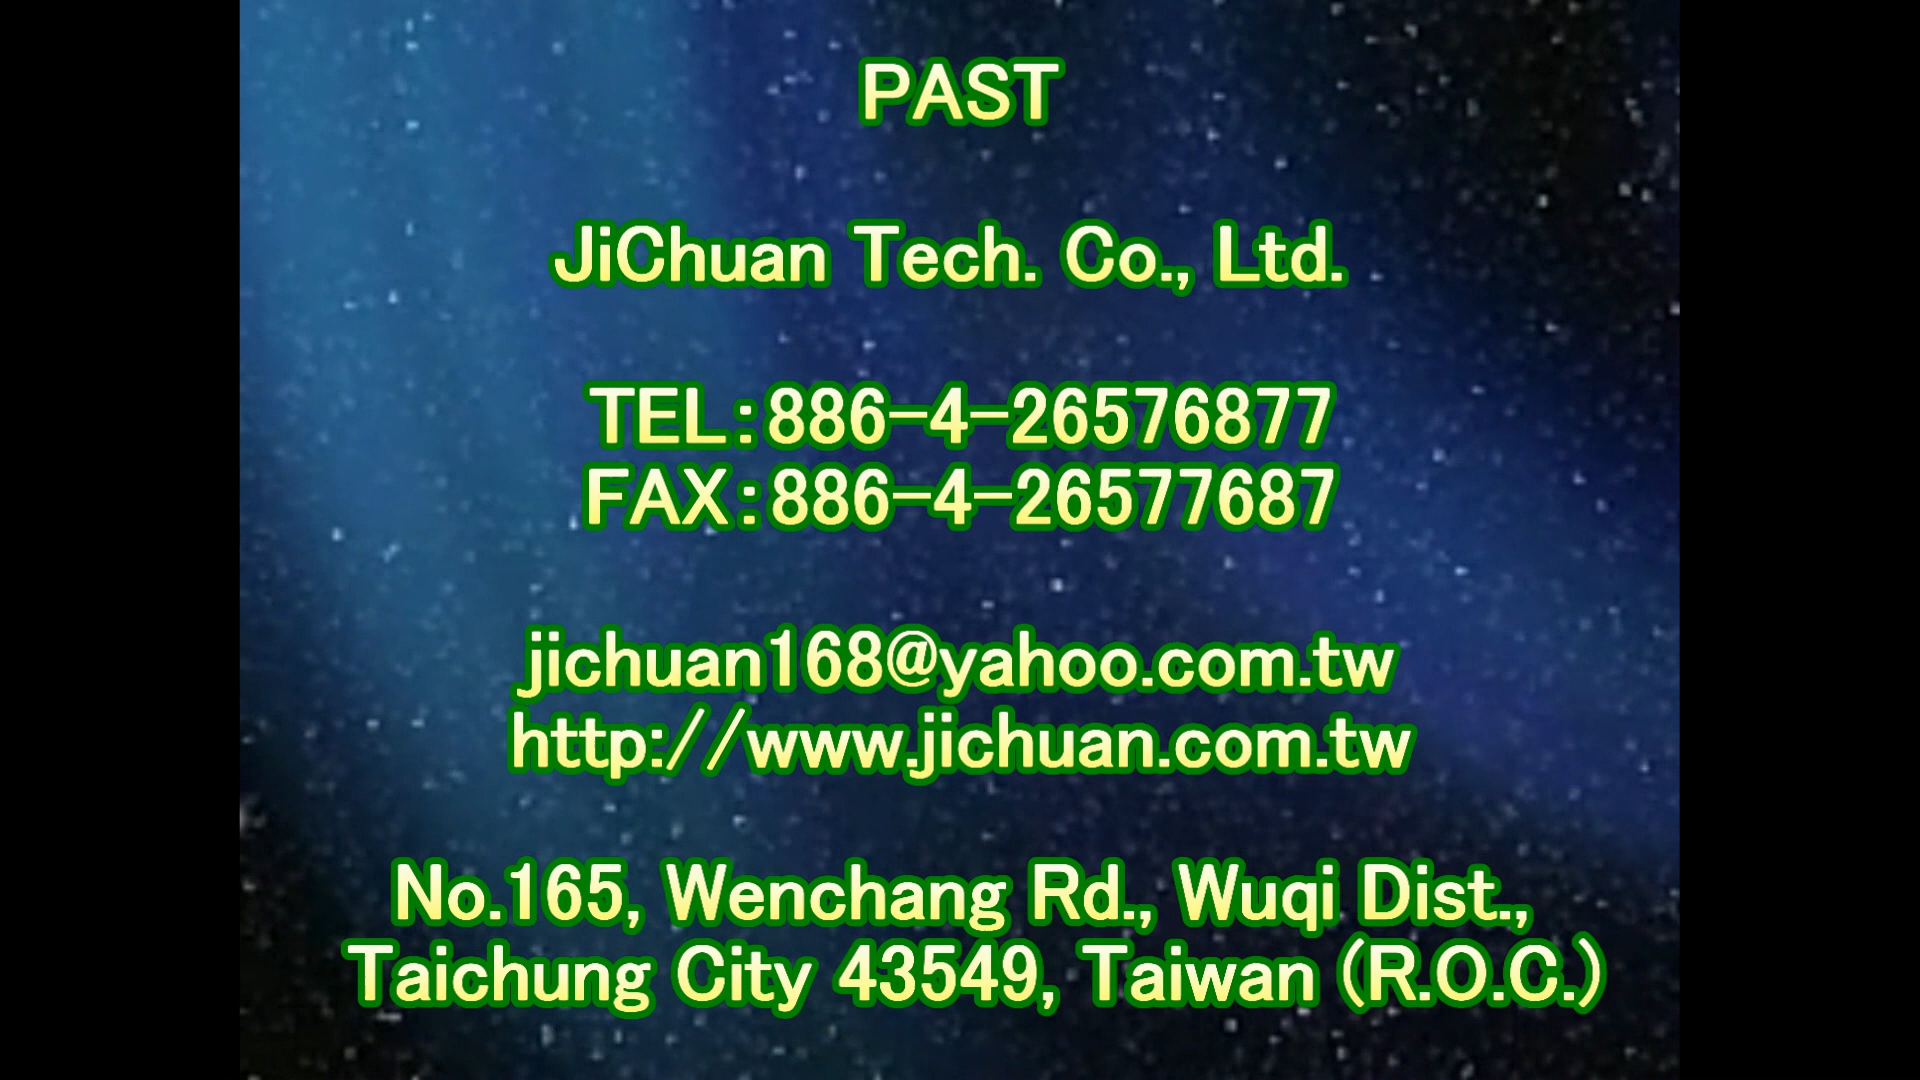 PAST
JiChuan Tech. Co., Ltd.
TEL:886-4-26576877
FAX:886-4-26577687
jichuan168@yahoo.com.tw
http://www.jichuan.com.tw
No.165, Wenchang Rd., Wuqi Dist.,
Taichung City 43549, Taiwan (R.O.C.)